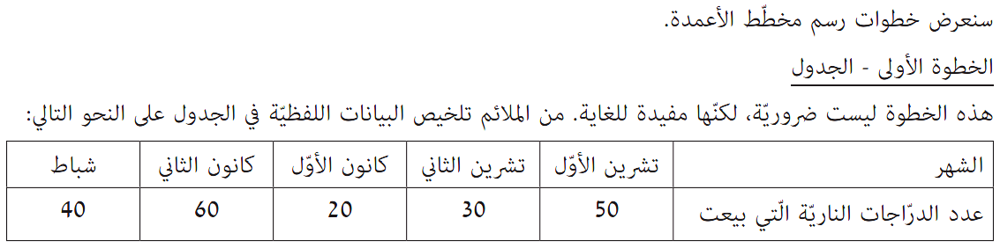 سنعرض خطوات رسم مخطّط الأعمدة.
الخطوة الأولى - الجدول
هذه الخطوة ليست ضروريّة، لكنّها مفيدة للغاية. من الملائم تلخيص البيانات اللفظيّة في الجدول على النحو التالي:
الشهر تشرين الأوّل تشرين الثاني كانون الأوّل كانون الثاني شباط
عدد الدرّاجات الناريّة الّتي بيعت 50 30 20 60 40